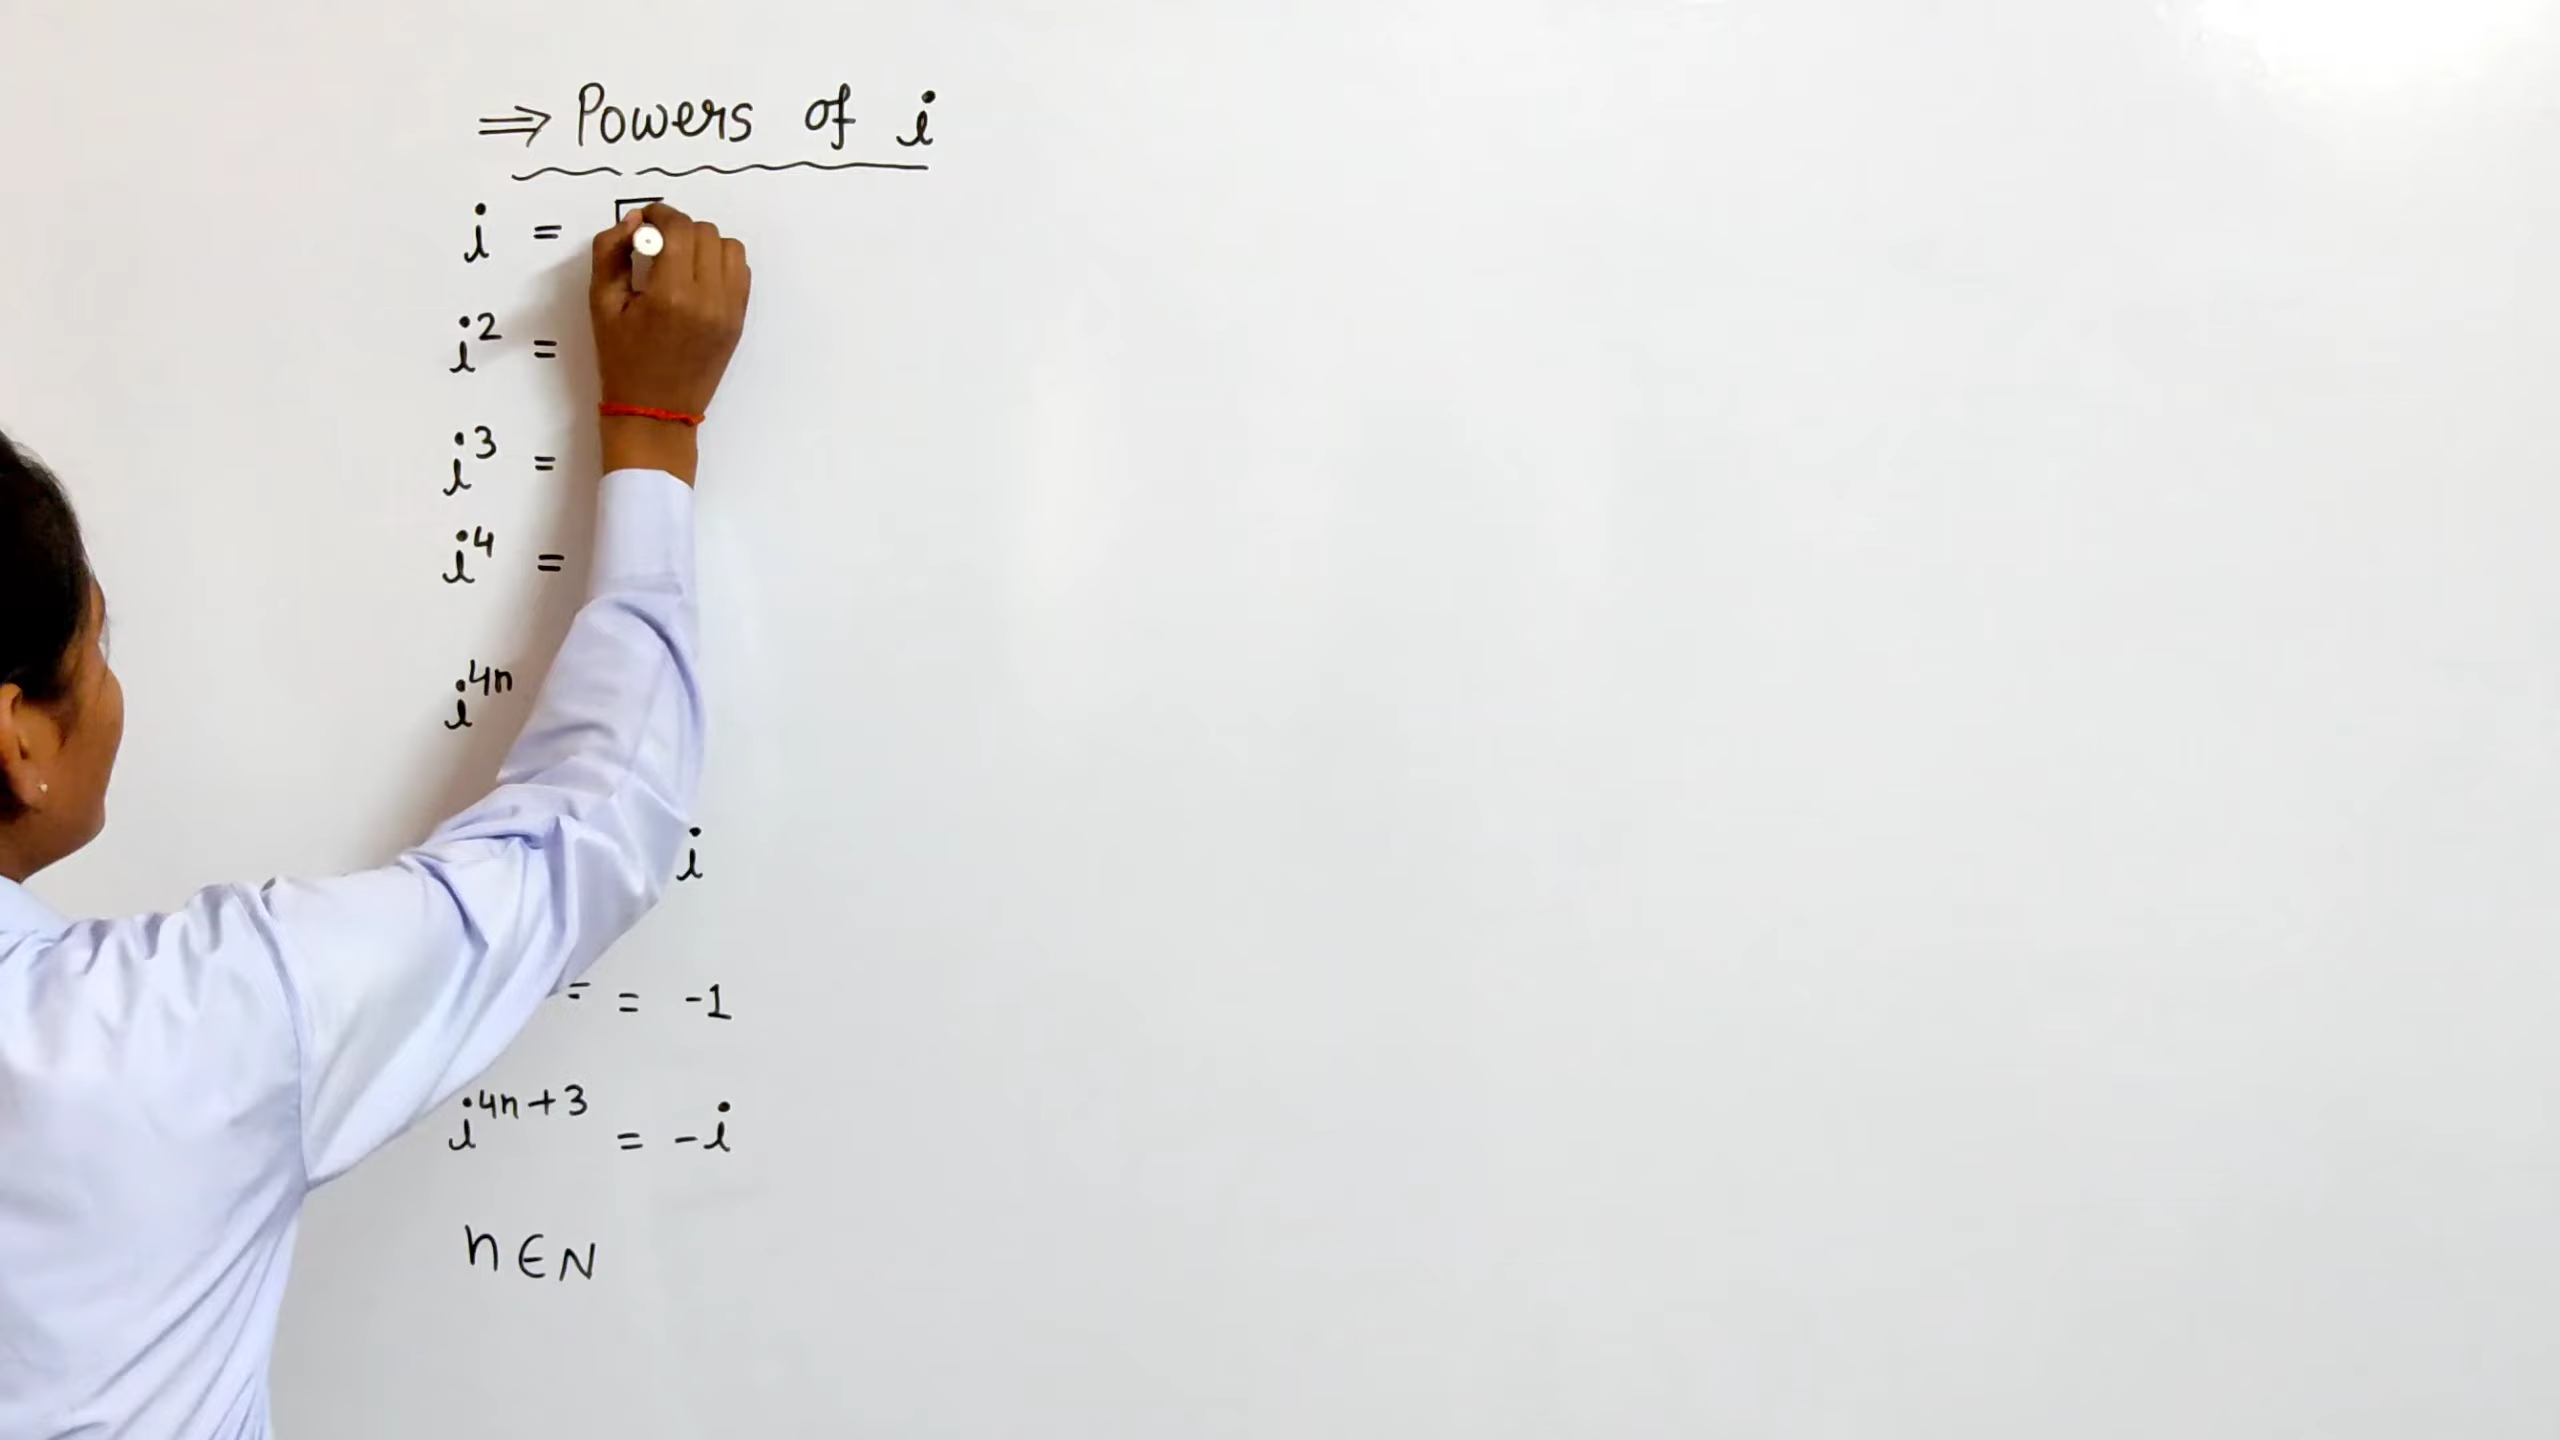 ⇒ Powers of i
i =
i² =
i³ =
i⁴ =
i⁴ⁿ
i
= -1
i⁴ⁿ⁺³ = -i
n ∈ N